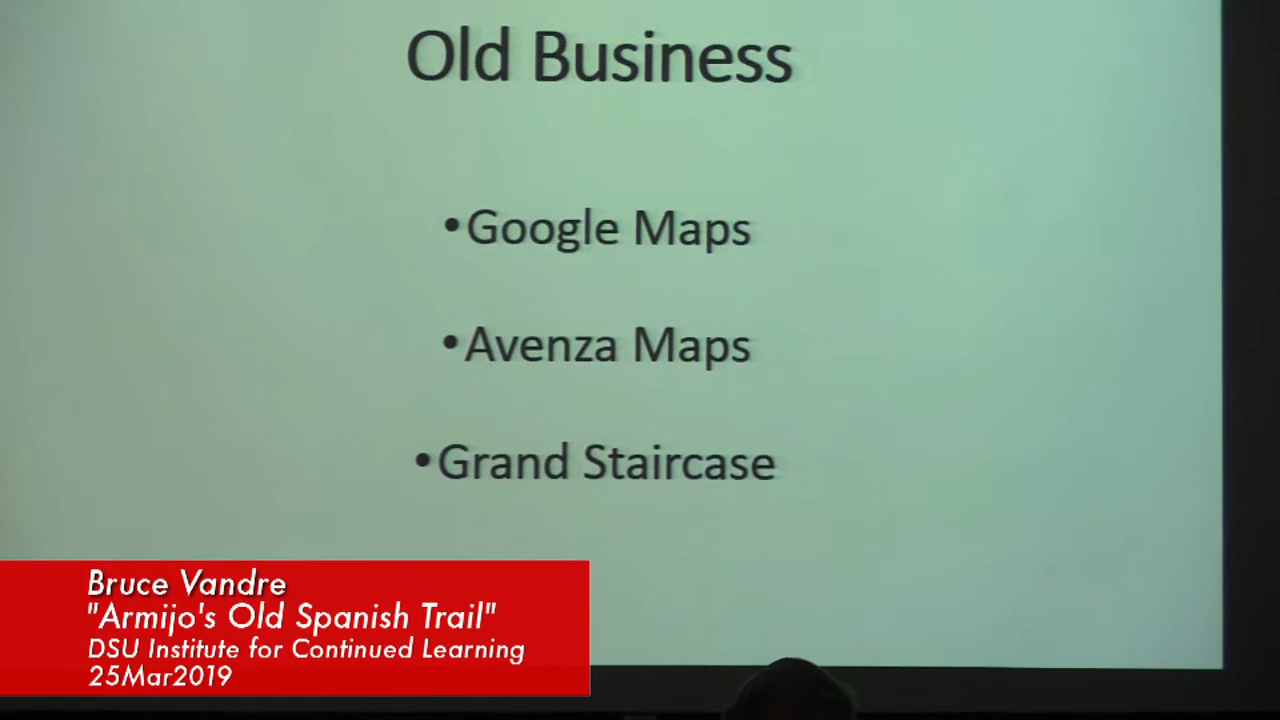 Old Business
•Google Maps
•Avenza Maps
•Grand Staircase
Bruce Vandre
"Armijo's Old Spanish Trail"
DSU Institute for Continued Learning
25Mar2019